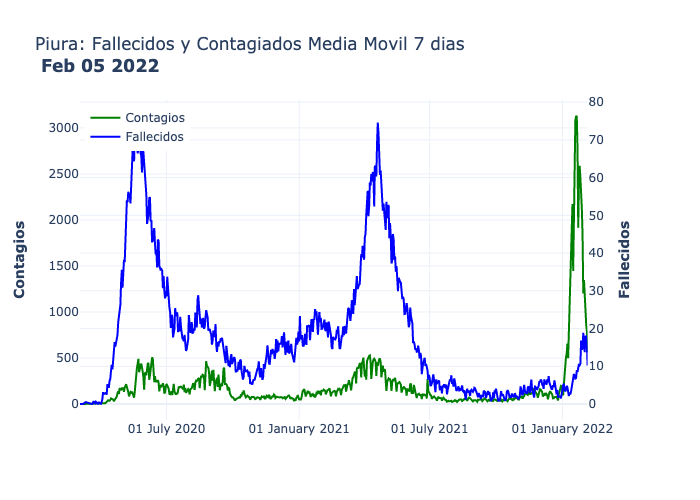 Piura: Fallecidos y Contagiados Media Movil 7 dias
Feb 05 2022
Contagios
Fallecidos
3000
2500
2000
1500
1000
500
0
80
70
60
50
40
30
20
10
0
Contagios
Fallecidos
01 July 2020
01 January 2021
01 July 2021
01 January 2022